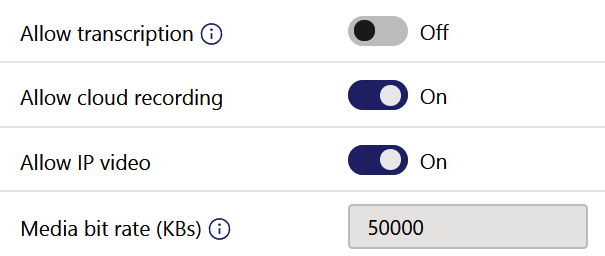 Allow transcription Off
Allow cloud recording On
Allow IP video On
Media bit rate (KBs) 50000